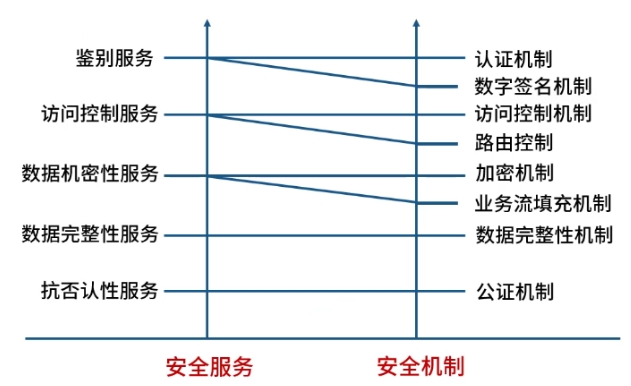 鉴别服务
认证机制
数字签名机制
访问控制服务
访问控制机制
路由控制
数据机密性服务
加密机制
业务流填充机制
数据完整性服务
数据完整性机制
抗否认性服务
公证机制
安全服务
安全机制